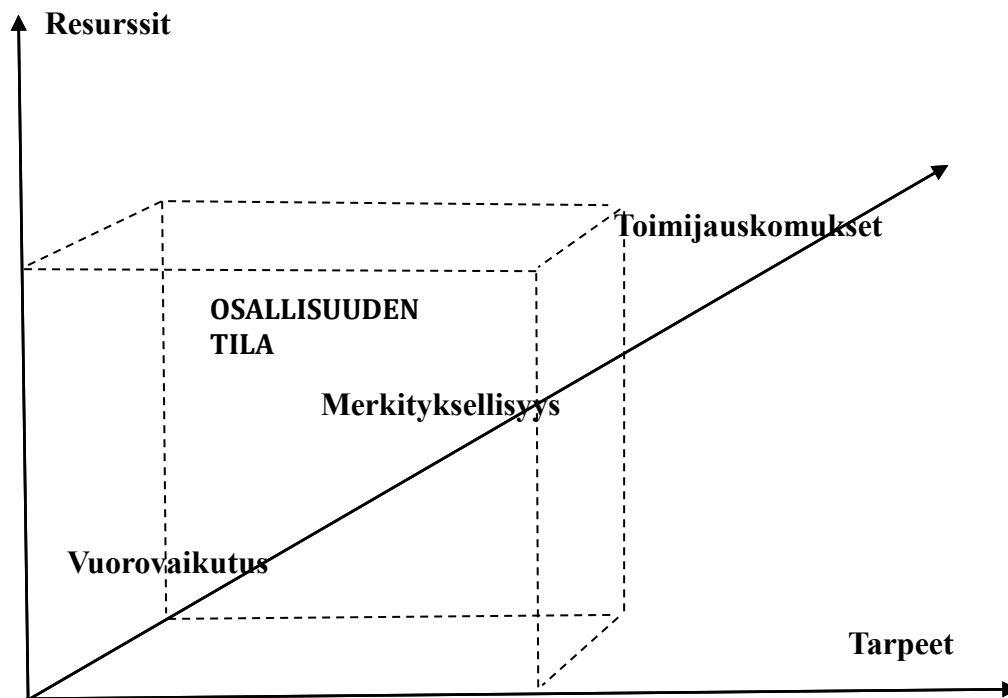 Resurssit
Toimijauskomukset
OSALLISUUDEN
TILA
Merkityksellisyys
Vuorovaikutus
Tarpeet